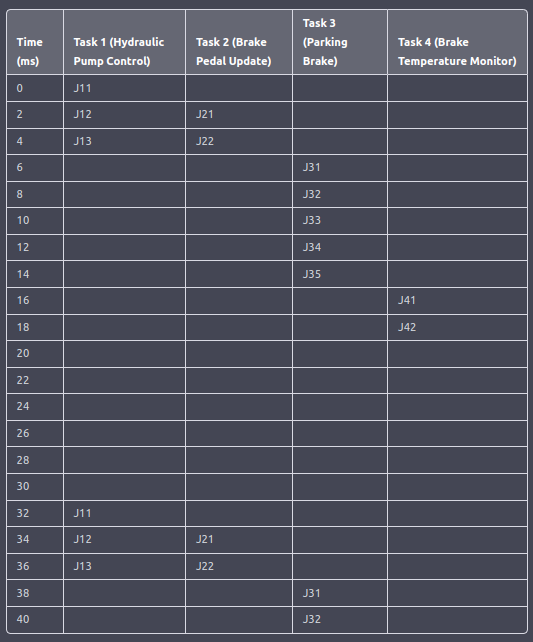 Time (ms) Task 1 (Hydraulic Pump Control) Task 2 (Brake Pedal Update) Task 3 (Parking Brake) Task 4 (Brake Temperature Monitor)
0 J11
2 J12 J21
4 J13 J22
6 J31
8 J32
10 J33
12 J34
14 J35
16 J41
18 J42
20
22
24
26
28
30
32 J11
34 J12 J21
36 J13 J22
38 J31
40 J32